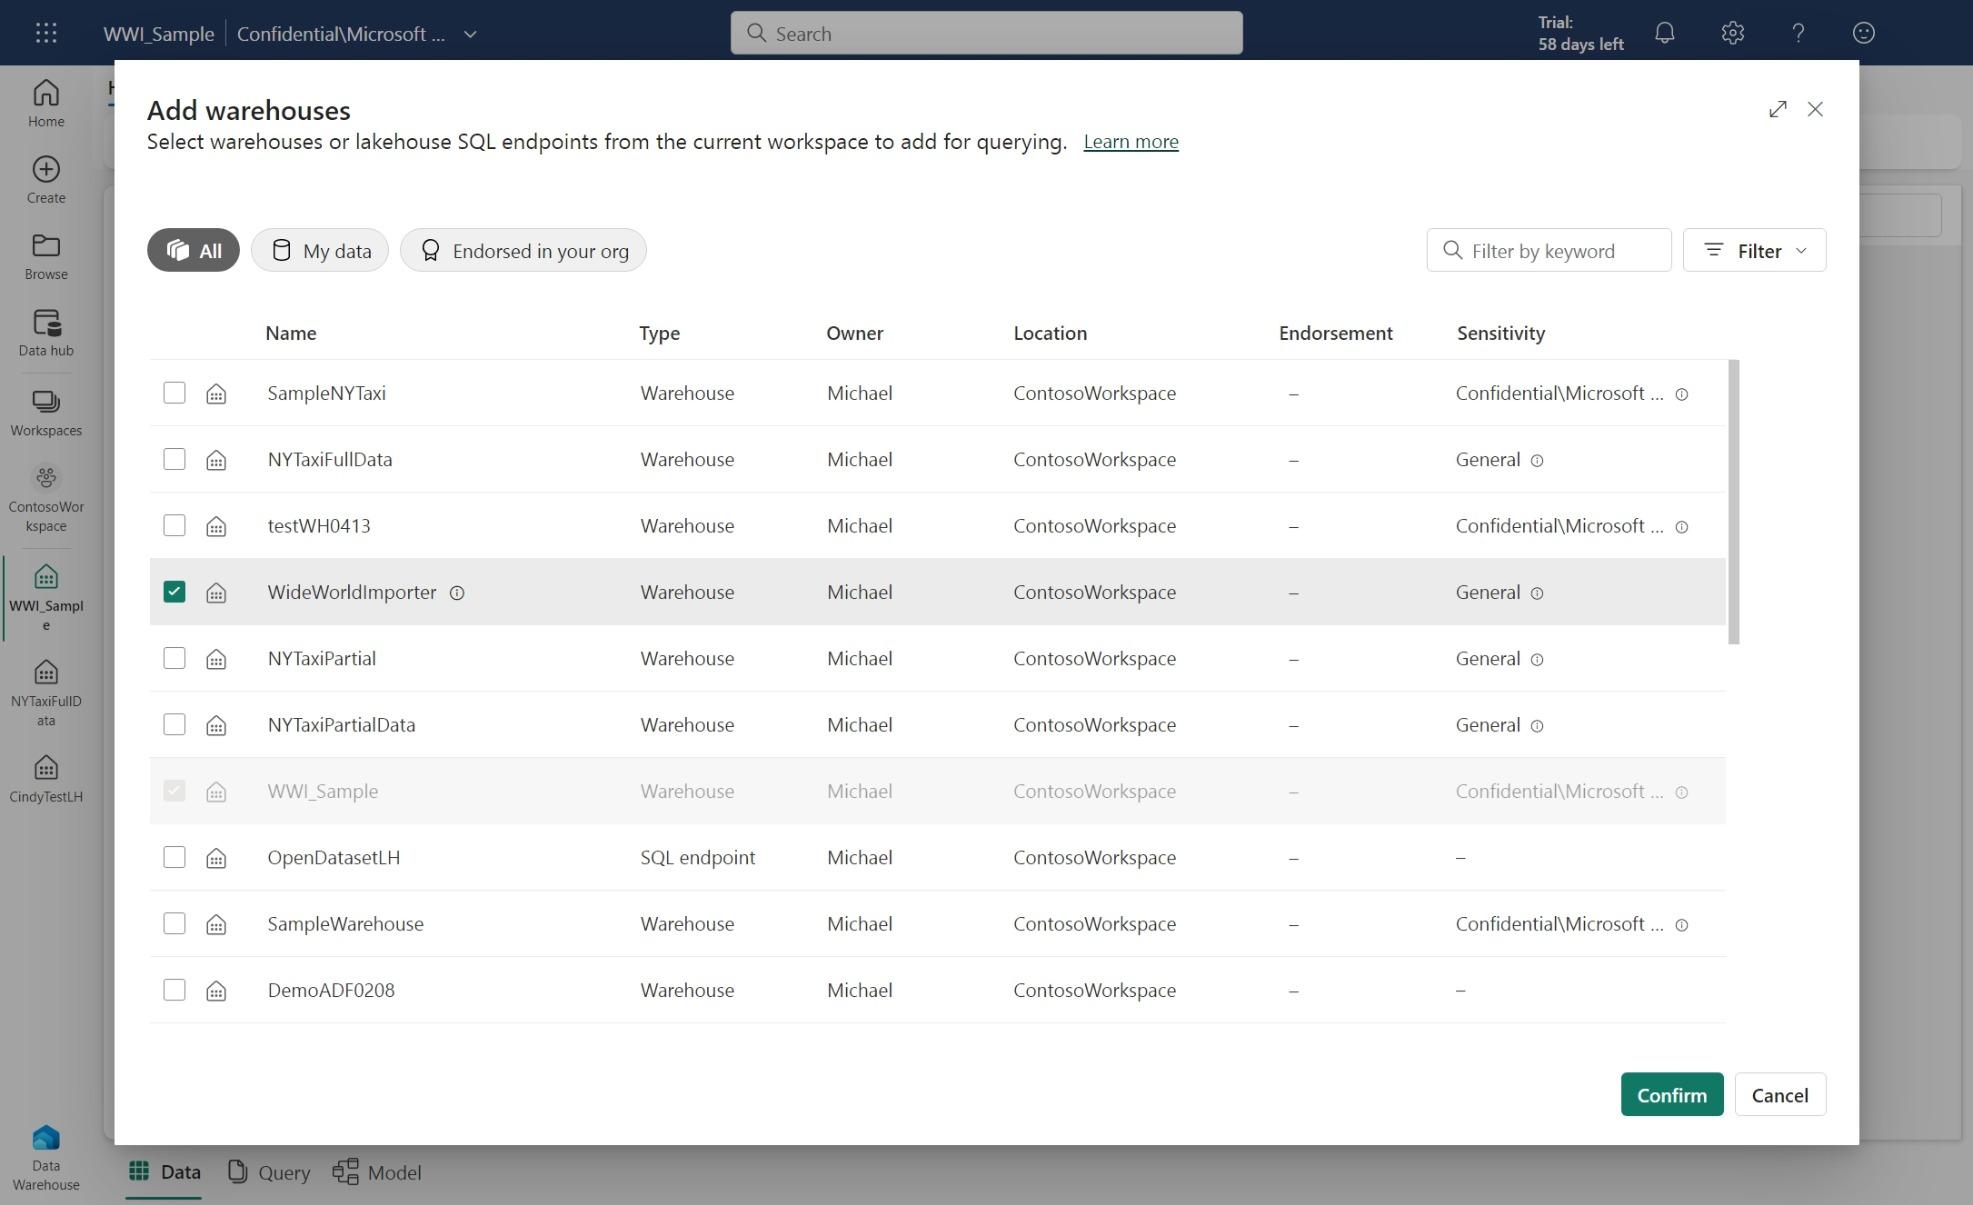 WWI_Sample Confidential\Microsoft ... Search Trial:
58 days left
Home
Create
Browse
Data hub
Workspaces
ContosoWor
kspace
WWI_Sampl
e
NYTaxiFullD
ata
CindyTestLH
Data
Warehouse
Add warehouses
Select warehouses or lakehouse SQL endpoints from the current workspace to add for querying. Learn more
All My data Endorsed in your org Filter by keyword Filter
Name Type Owner Location Endorsement Sensitivity
SampleNYTaxi Warehouse Michael ContosoWorkspace – Confidential\Microsoft ...
NYTaxiFullData Warehouse Michael ContosoWorkspace – General
testWH0413 Warehouse Michael ContosoWorkspace – Confidential\Microsoft ...
WideWorldImporter Warehouse Michael ContosoWorkspace – General
NYTaxiPartial Warehouse Michael ContosoWorkspace – General
NYTaxiPartialData Warehouse Michael ContosoWorkspace – General
WWI_Sample Warehouse Michael ContosoWorkspace – Confidential\Microsoft ...
OpenDatasetLH SQL endpoint Michael ContosoWorkspace – –
SampleWarehouse Warehouse Michael ContosoWorkspace – Confidential\Microsoft ...
DemoADF0208 Warehouse Michael ContosoWorkspace – –
Confirm Cancel
Data Query Model